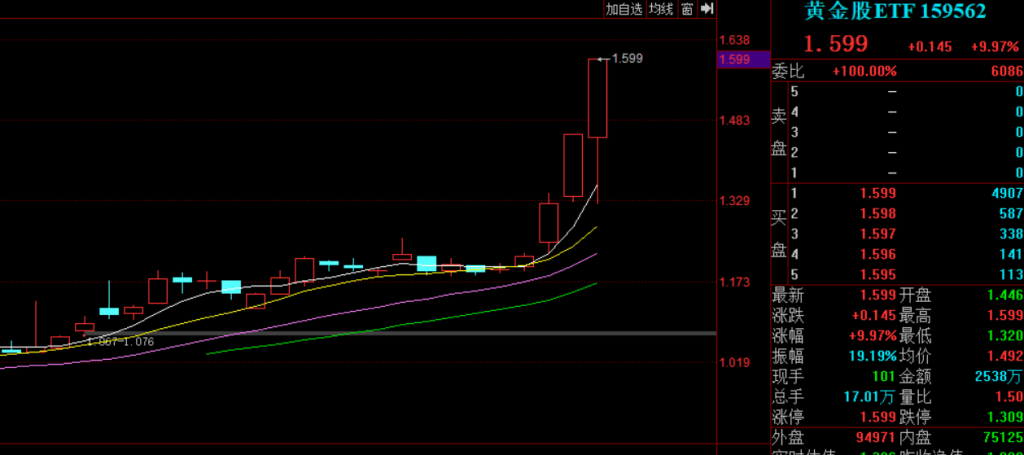 加自选 均线 窗
1.638
1.599
1.599
1.483
1.329
1.173
1.019
1.067-1.076
黄金股ETF 159562
1.599 +0.145 +9.97%
委比 +100.00% 6086
卖盘
5 — 0
4 — 0
3 — 0
2 — 0
1 — 0
买盘
1 1.599 4907
2 1.598 587
3 1.597 338
4 1.596 141
5 1.595 113
最新 1.599 开盘 1.446
涨跌 +0.145 最高 1.599
涨幅 +9.97% 最低 1.320
振幅 19.19% 均价 1.492
现手 101 金额 2538万
总手 17.01万 量比 1.50
涨停 1.599 跌停 1.309
外盘 94971 内盘 75125